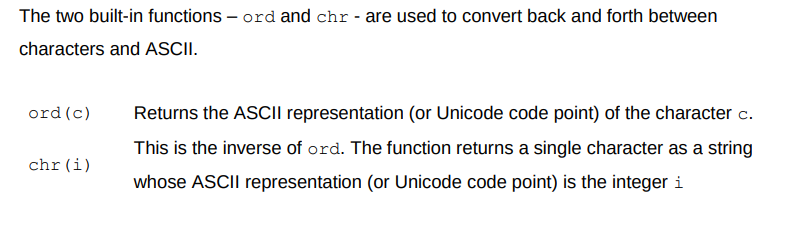 The two built-in functions – ord and chr - are used to convert back and forth between
characters and ASCII.
ord(c) Returns the ASCII representation (or Unicode code point) of the character c.
This is the inverse of ord. The function returns a single character as a string
chr(i)
whose ASCII representation (or Unicode code point) is the integer i